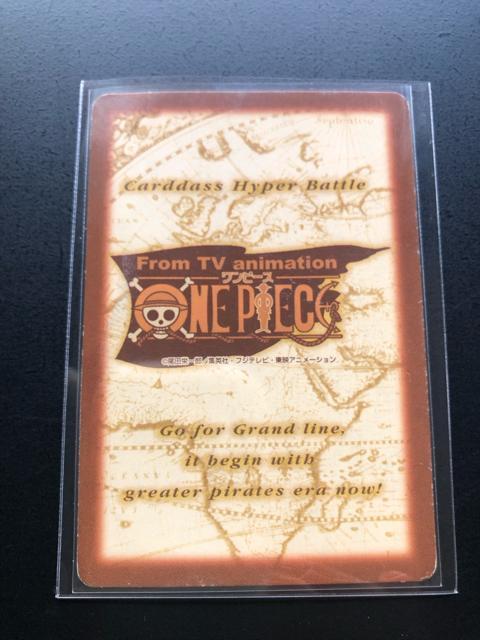 Septentrio
Carddass Hyper Battle
From TV animation
ワンピース
ONE PIECE
©尾田栄一郎/集英社・フジテレビ・東映アニメーション
Go for Grand line,
it begin with
greater pirates era now!